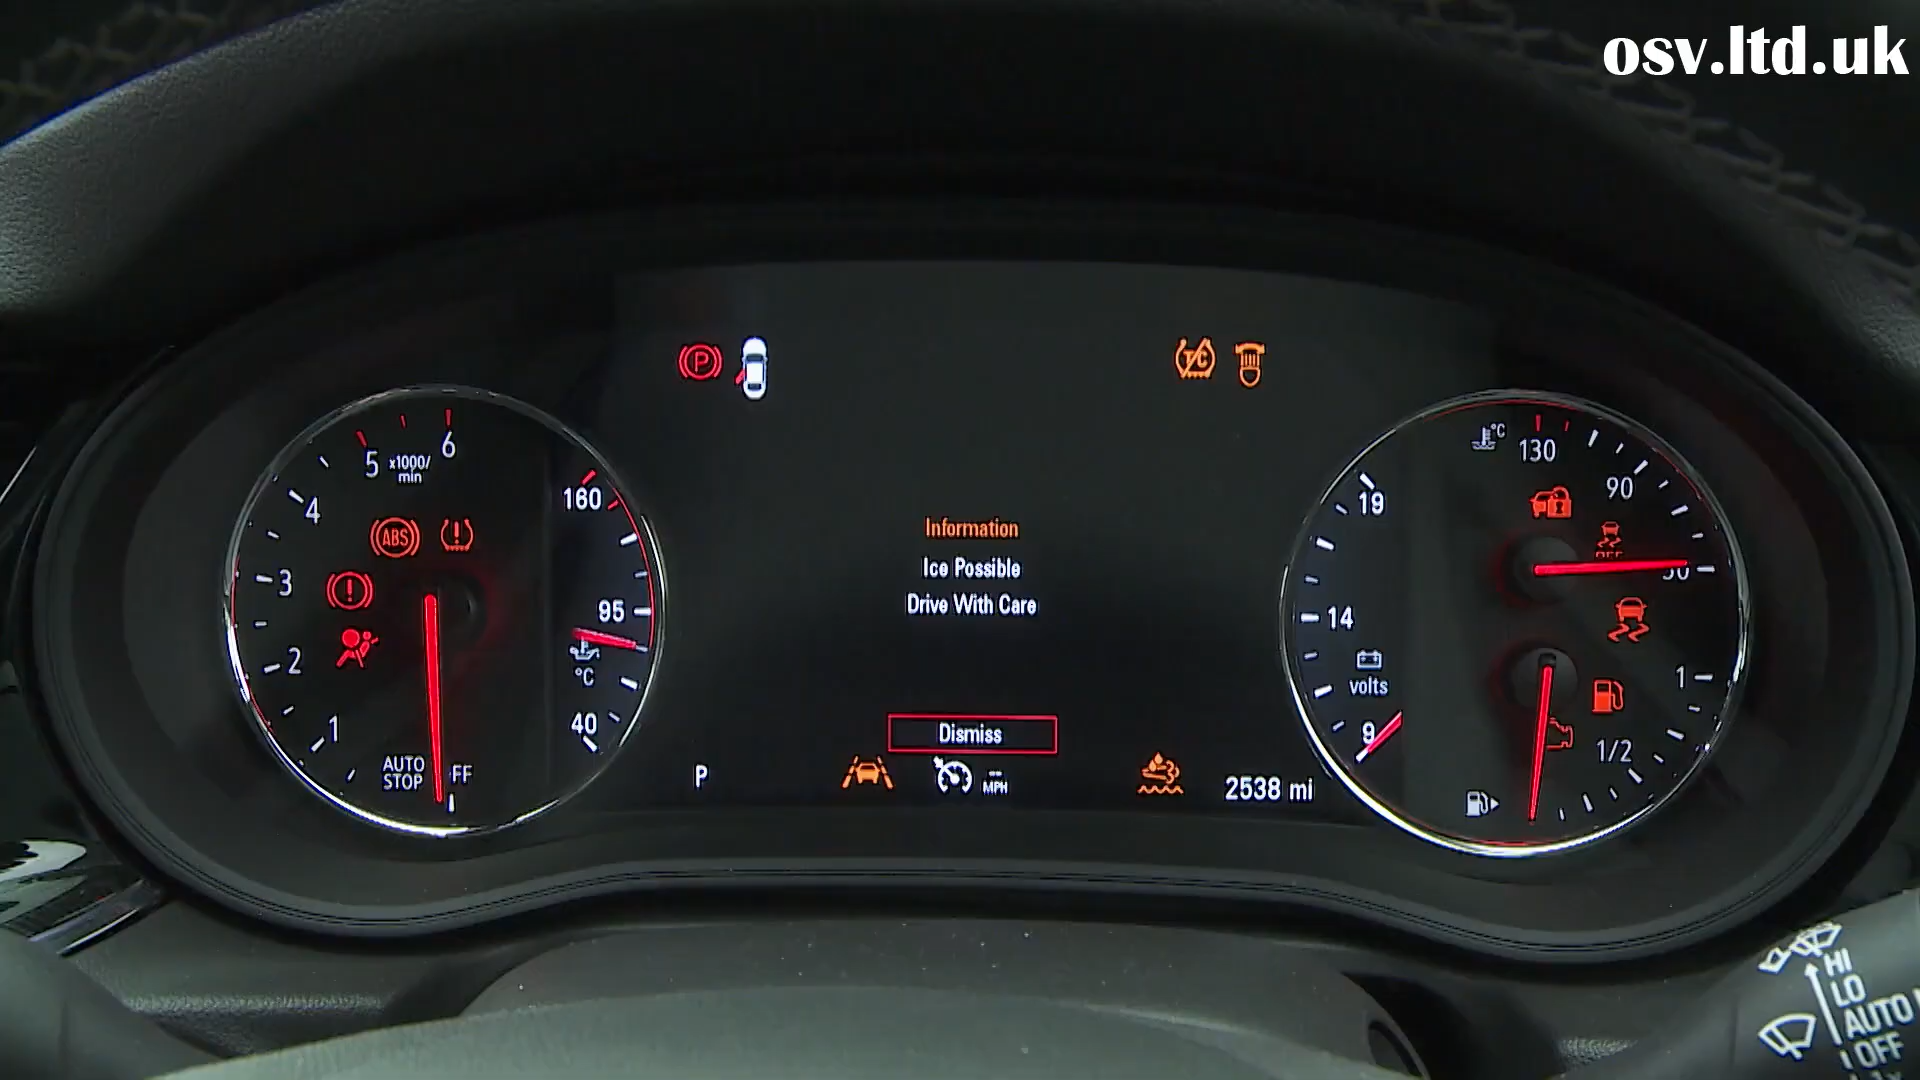 osv.ltd.uk
P
TC
6
5
x1000/
min
4
ABS
3
2
1
AUTO
STOP
160
95
°C
40
Information
Ice Possible
Drive With Care
Dismiss
P
MPH
2538 mi
°C
130
90
19
14
volts
9
1
1/2
HI
LO
AUTO
OFF